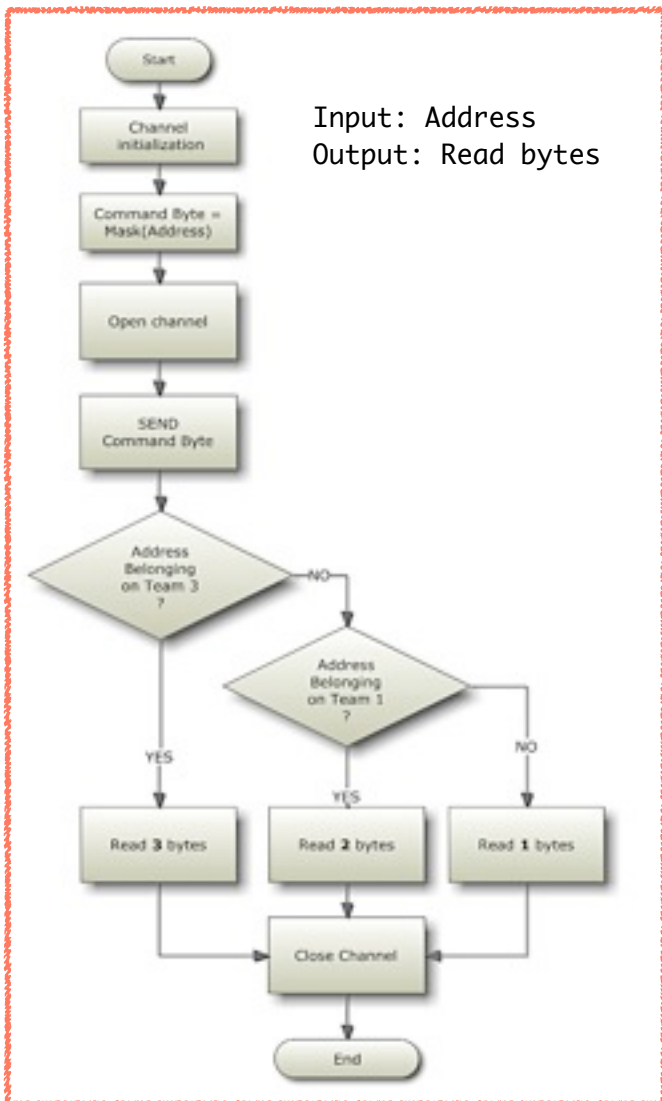 Start
Input: Address
Output: Read bytes
Channel
initialization
Command Byte =
Mask(Address)
Open channel
SEND
Command Byte
Address
Belonging
on Team 3
?
NO
Address
Belonging
on Team 1
?
YES
NO
YES
Read 3 bytes
Read 2 bytes
Read 1 bytes
Close Channel
End